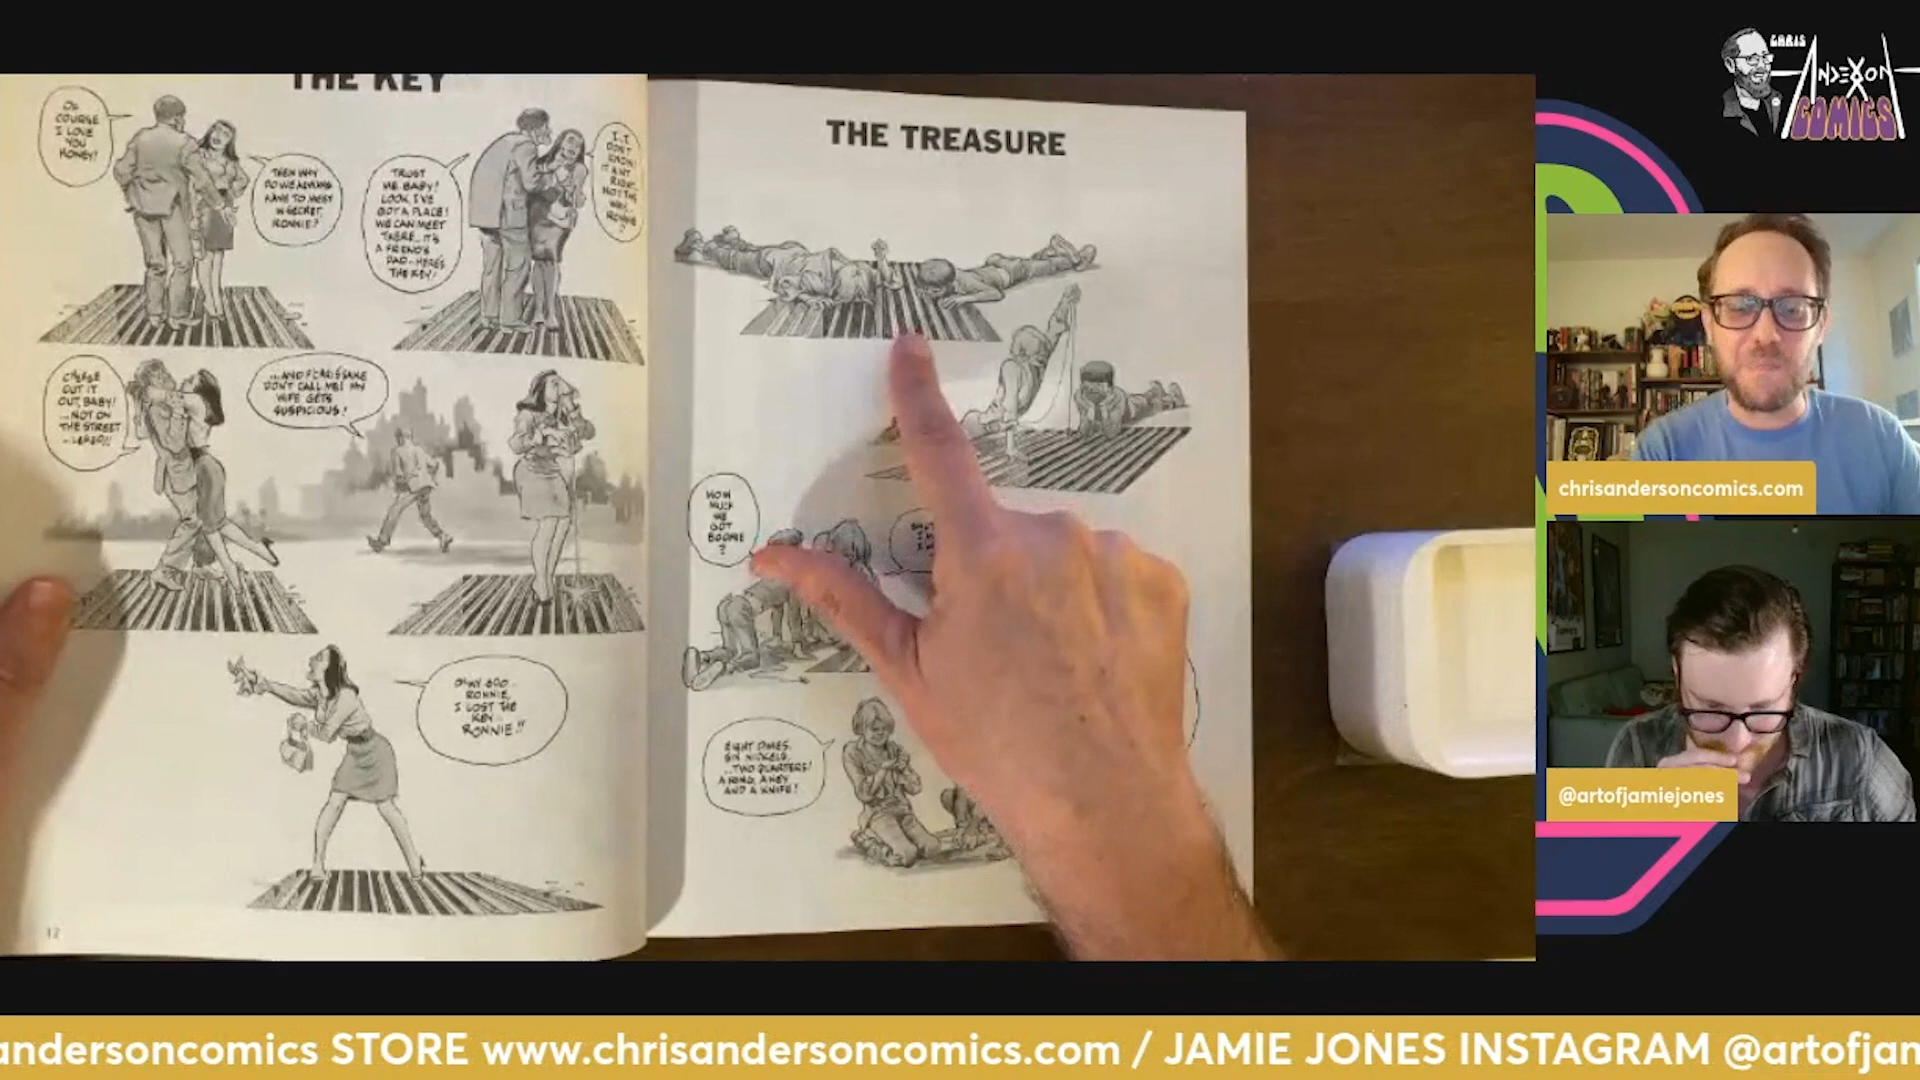 THE KEY
OF
COURSE
I LOVE
YOU
HONEY!
THEN WHY
DO WE ALWAYS
HAVE TO MEET
IN SECRET,
RONNIE?
TRUST
ME, BABY!
LOOK, I'VE
GOT A PLACE!
WE CAN MEET
THERE... IT'S
A FRIEND'S
PAD... HERE'S
THE KEY!
I..I
DON'T
KNOW!
IT AIN'T
RIGHT..
NOT THIS
WAY..
RONNIE
?
CHEESE
CUT IT
OUT, BABY!
...NOT ON
THE STREET
...AND F'CRISSAKE
DON'T CALL ME! MY
WIFE GETS
SUSPICIOUS!
OH MY GOD..
RONNIE,
I LOST THE
KEY..
RONNIE!!
12
THE TREASURE
HOW
MUCH
WE
GOT
BOOMIE
?
EIGHT DIMES,
SIX NICKELS,
...TWO QUARTERS!
A RING, A KEY
AND A KNIFE!
CHRIS
ANDERSON
COMICS
chrisandersoncomics.com
@artofjamiejones
andersoncomics STORE www.chrisandersoncomics.com / JAMIE JONES INSTAGRAM @artofjam